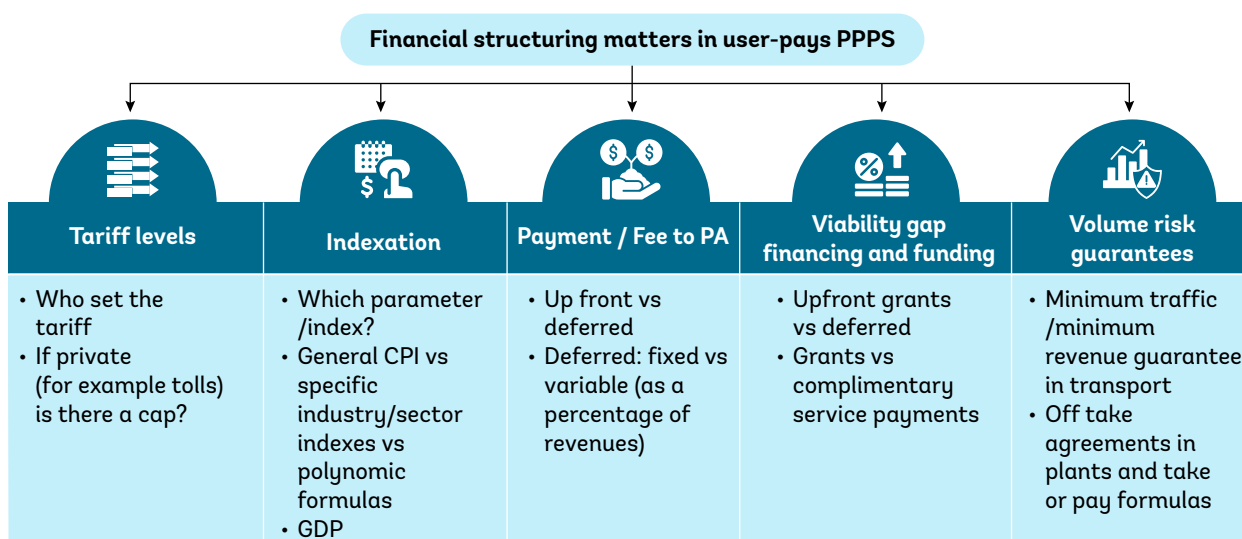 Financial structuring matters in user-pays PPPS
Tariff levels
• Who set the
tariff
• If private
(for example tolls)
is there a cap?
Indexation
• Which parameter
/index?
• General CPI vs
specific
industry/sector
indexes vs
polynomic
formulas
• GDP
Payment / Fee to PA
• Up front vs
deferred
• Deferred: fixed vs
variable (as a
percentage of
revenues)
Viability gap
financing and funding
• Upfront grants
vs deferred
• Grants vs
complimentary
service payments
Volume risk
guarantees
• Minimum traffic
/minimum
revenue guarantee
in transport
• Off take
agreements in
plants and take
or pay formulas